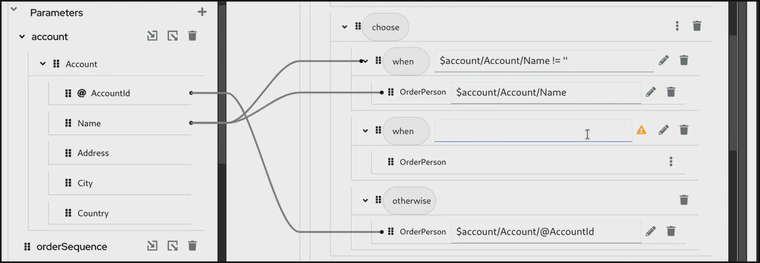 Parameters
account
Account
@ AccountId
Name
Address
City
Country
orderSequence
choose
when $account/Account/Name != ''
OrderPerson $account/Account/Name
when
OrderPerson
otherwise
OrderPerson $account/Account/@AccountId